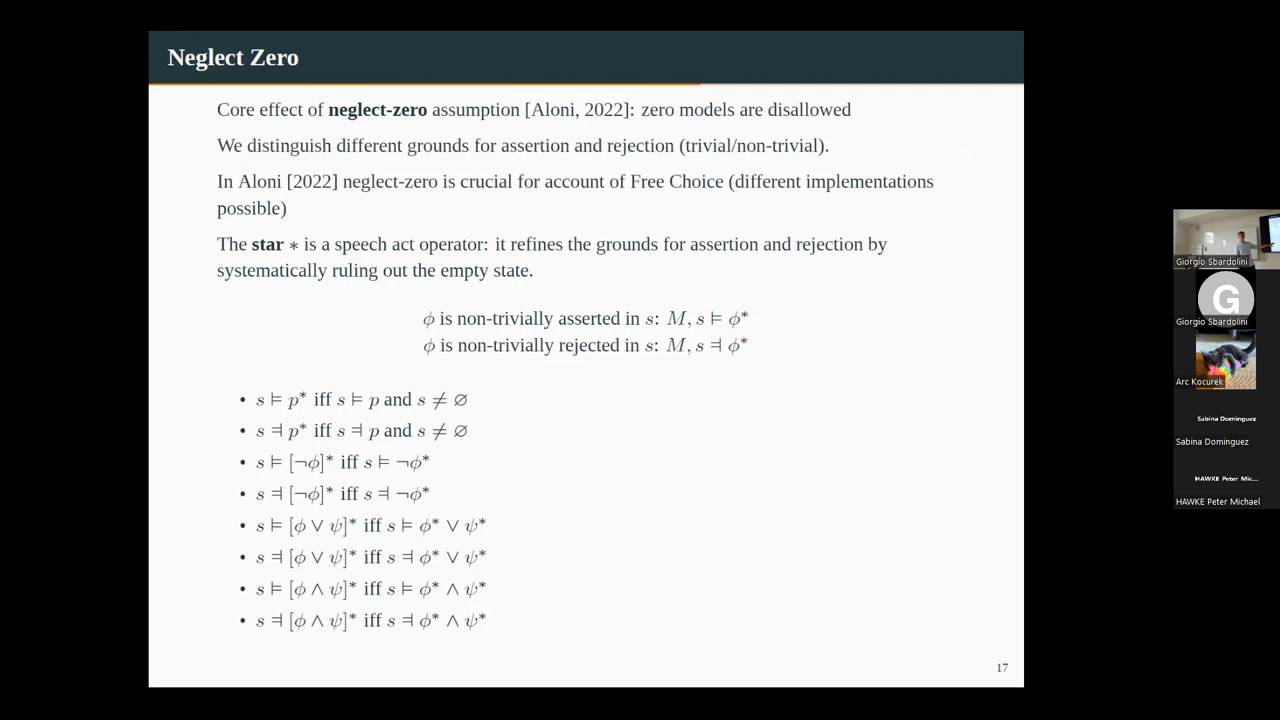 Neglect Zero
Core effect of neglect-zero assumption [Aloni, 2022]: zero models are disallowed
We distinguish different grounds for assertion and rejection (trivial/non-trivial).
In Aloni [2022] neglect-zero is crucial for account of Free Choice (different implementations
possible)
The star ∗ is a speech act operator: it refines the grounds for assertion and rejection by
systematically ruling out the empty state.
ϕ is non-trivially asserted in s: M, s ⊨ ϕ*
ϕ is non-trivially rejected in s: M, s ⫤ ϕ*
• s ⊨ p* iff s ⊨ p and s ≠ ∅
• s ⫤ p* iff s ⫤ p and s ≠ ∅
• s ⊨ [¬ϕ]* iff s ⊨ ¬ϕ*
• s ⫤ [¬ϕ]* iff s ⫤ ¬ϕ*
• s ⊨ [ϕ ∨ ψ]* iff s ⊨ ϕ* ∨ ψ*
• s ⫤ [ϕ ∨ ψ]* iff s ⫤ ϕ* ∨ ψ*
• s ⊨ [ϕ ∧ ψ]* iff s ⊨ ϕ* ∧ ψ*
• s ⫤ [ϕ ∧ ψ]* iff s ⫤ ϕ* ∧ ψ*
17
Giorgio Sbardolini
G
Giorgio Sbardolini
Arc Kocurek
Sabina Dominguez
Sabina Dominguez
HAWKE Peter Mic...
HAWKE Peter Michael